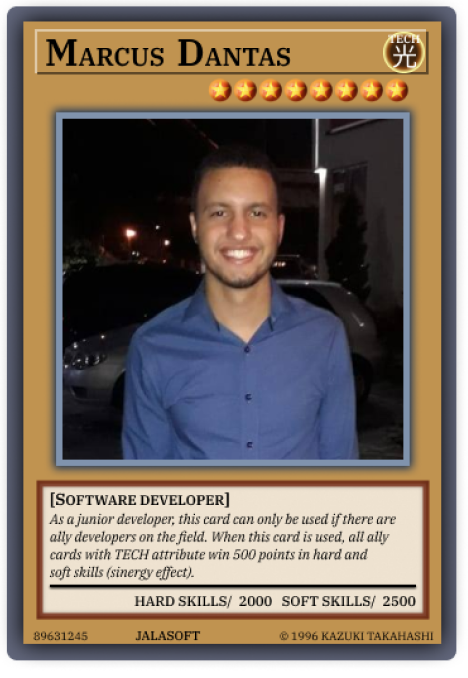 MARCUS DANTAS
TECH
光
[SOFTWARE DEVELOPER]
As a junior developer, this card can only be used if there are
ally developers on the field. When this card is used, all ally
cards with TECH attribute win 500 points in hard and
soft skills (sinergy effect).
HARD SKILLS/ 2000 SOFT SKILLS/ 2500
89631245 JALASOFT © 1996 KAZUKI TAKAHASHI